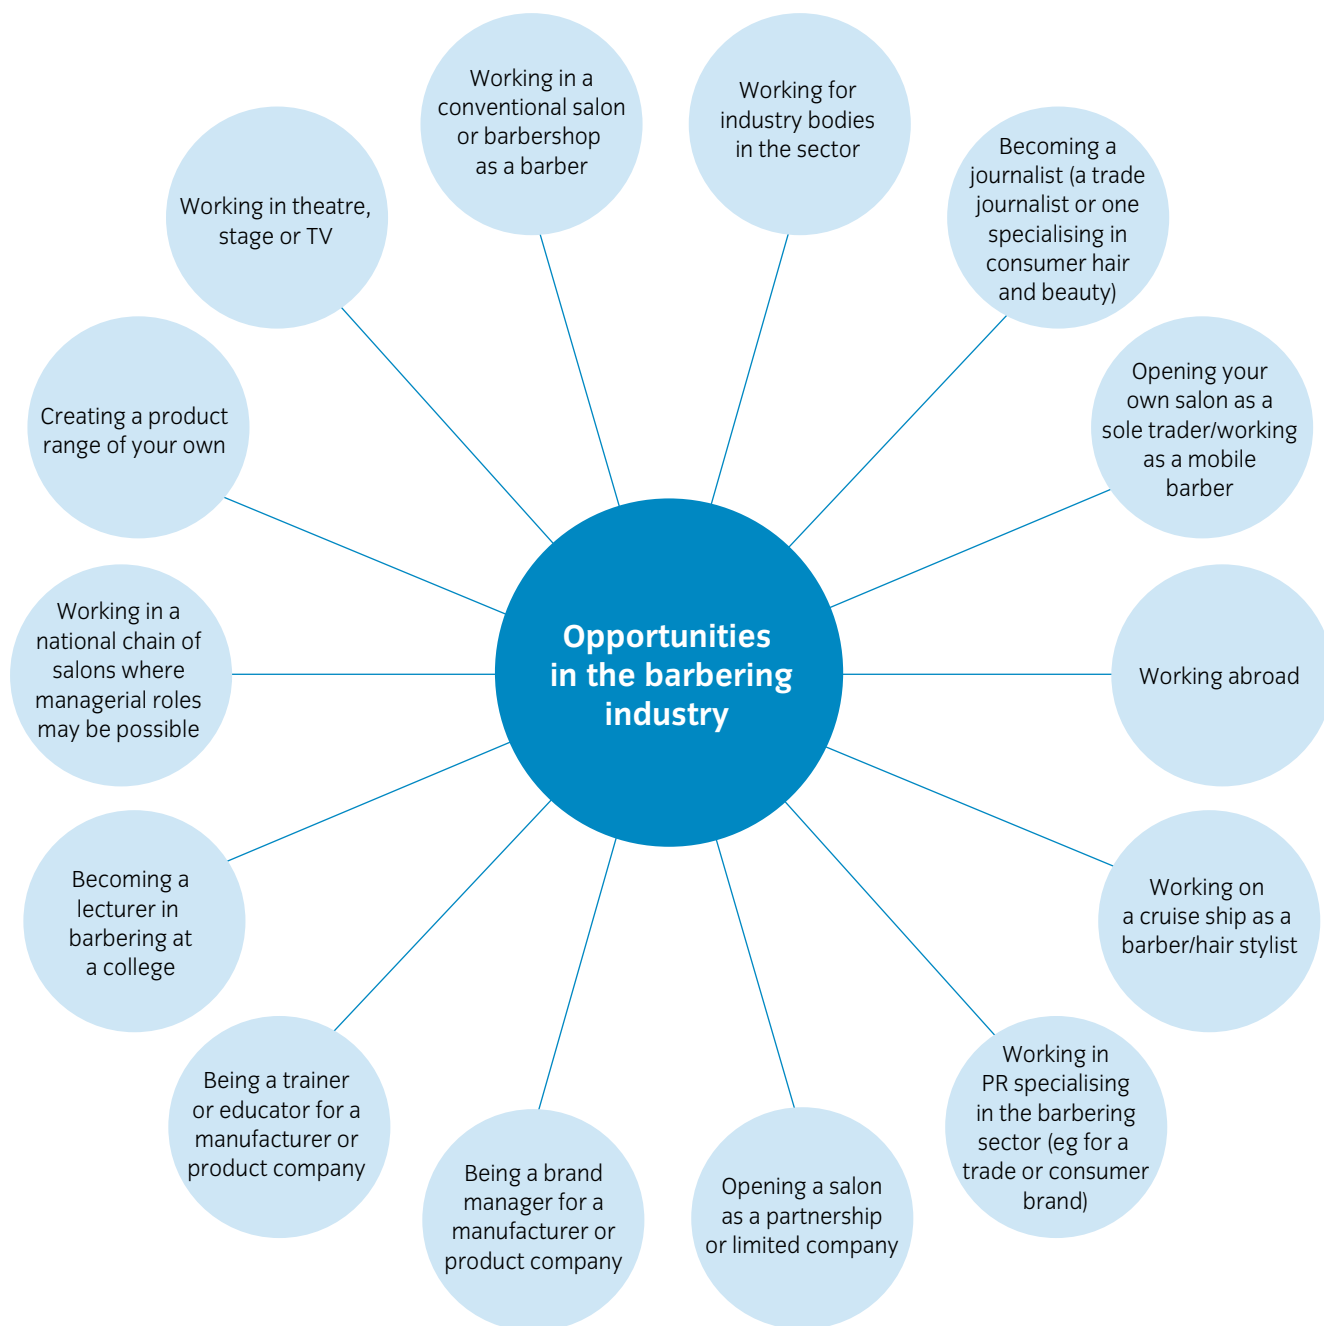 Opportunities
in the barbering
industry
Working in a
conventional salon
or barbershop
as a barber
Working for
industry bodies
in the sector
Becoming a
journalist (a trade
journalist or one
specialising in
consumer hair
and beauty)
Opening your
own salon as a
sole trader/working
as a mobile
barber
Working abroad
Working on
a cruise ship as a
barber/hair stylist
Working in
PR specialising
in the barbering
sector (eg for a
trade or consumer
brand)
Opening a salon
as a partnership
or limited company
Being a brand
manager for a
manufacturer or
product company
Being a trainer
or educator for a
manufacturer or
product company
Becoming a
lecturer in
barbering at
a college
Working in a
national chain of
salons where
managerial roles
may be possible
Creating a product
range of your own
Working in theatre,
stage or TV